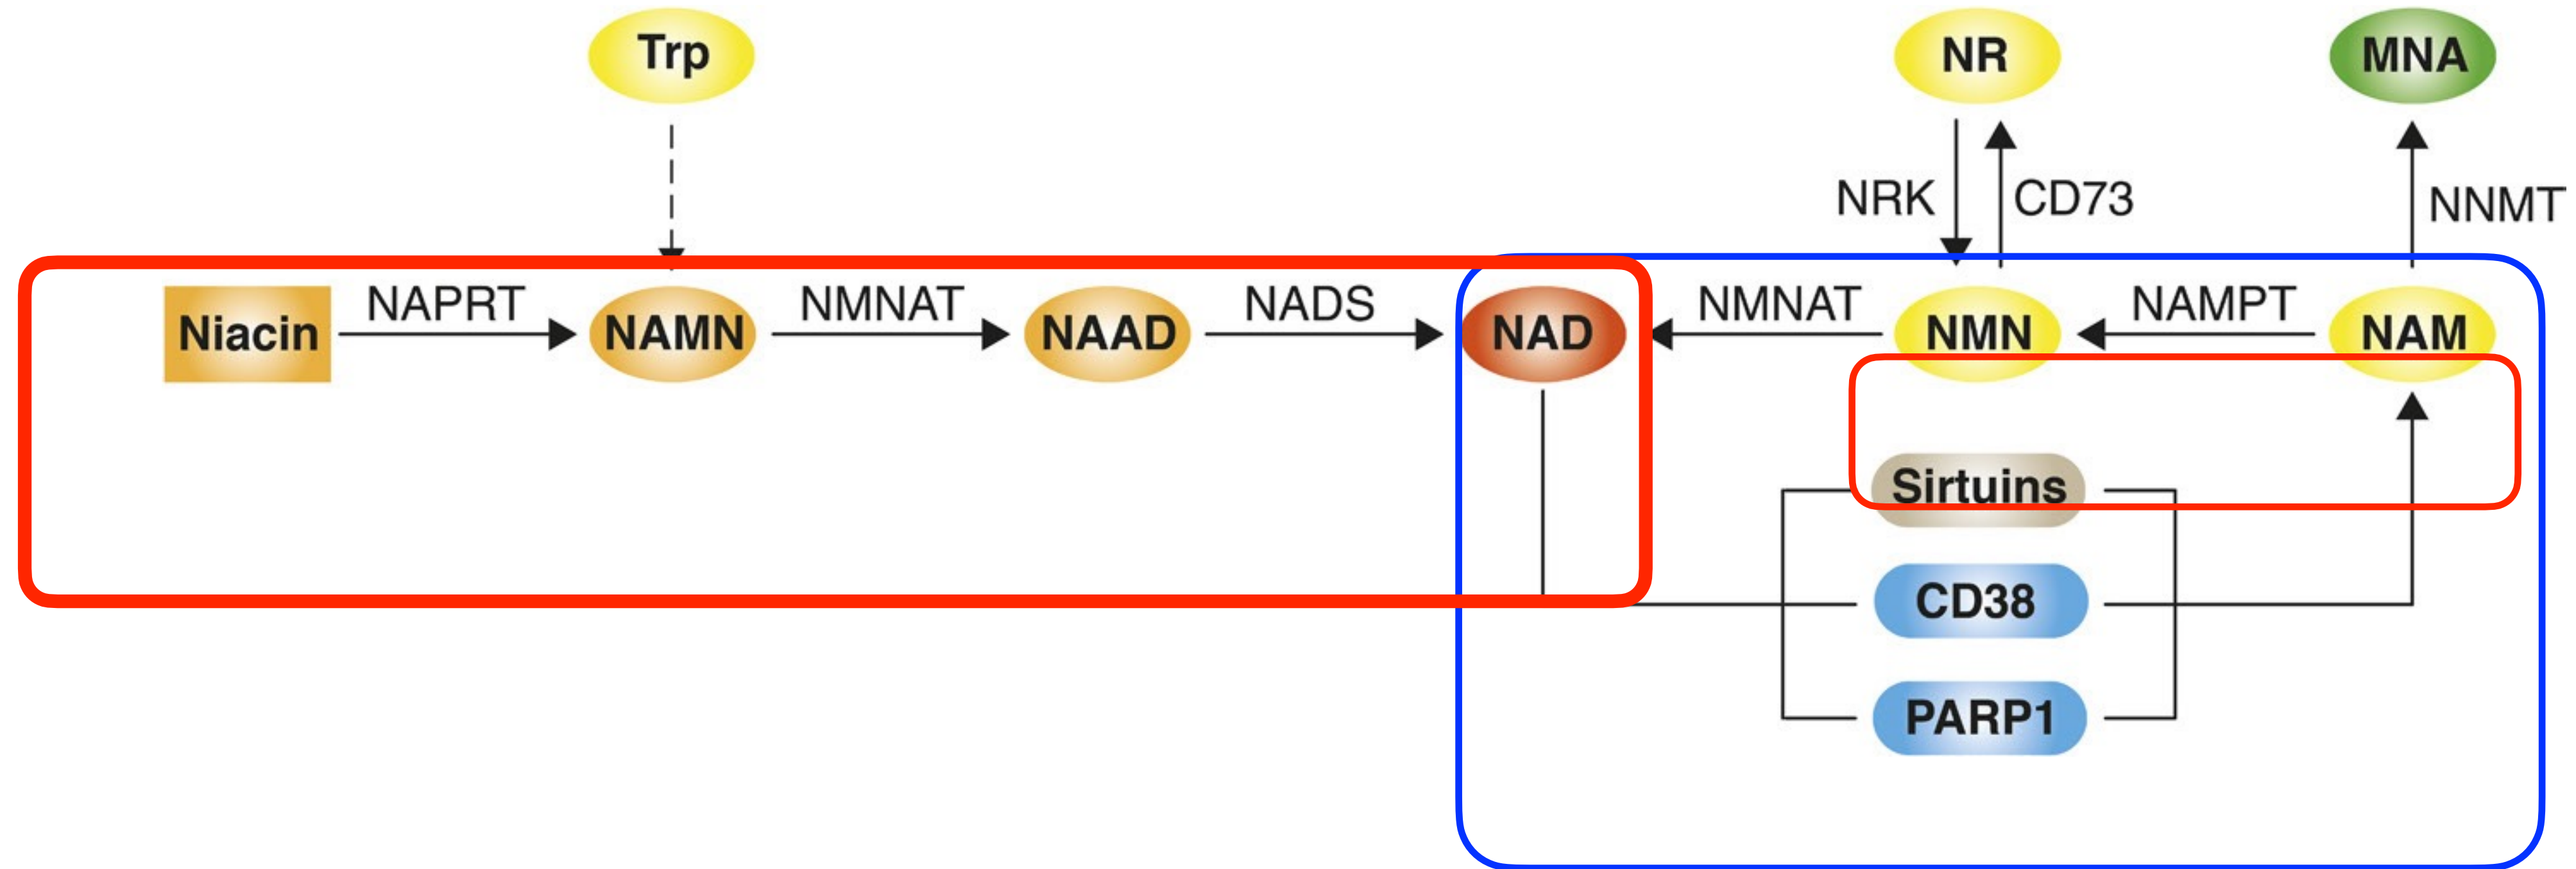 Trp
NR
MNA
NRK
CD73
NNMT
Niacin
NAPRT
NAMN
NMNAT
NAAD
NADS
NAD
NMNAT
NMN
NAMPT
NAM
Sirtuins
CD38
PARP1